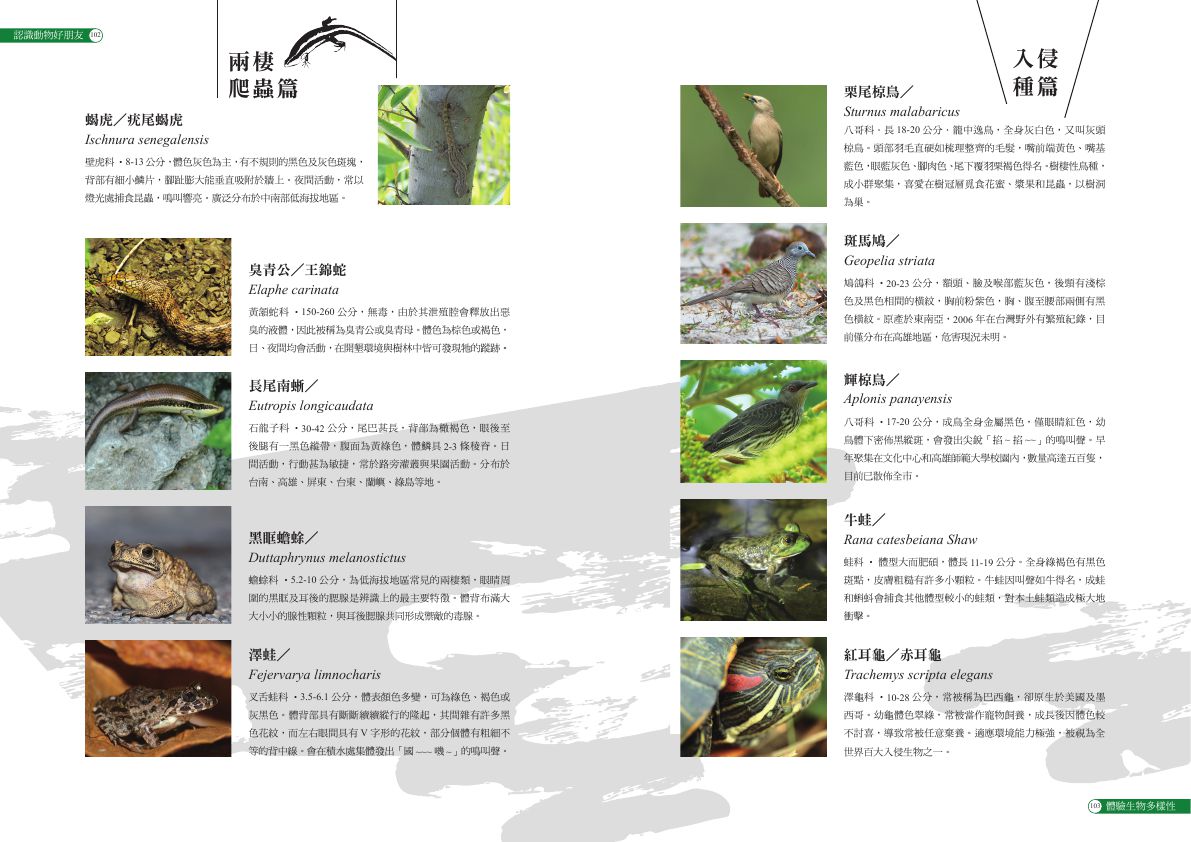 認識動物好朋友 102
兩棲
爬蟲篇
蝎虎／疣尾蝎虎
Ischnura senegalensis
壁虎科・8-13 公分，體色灰色為主，有不規則的黑色及灰色斑塊，
背部有細小鱗片，腳趾膨大能垂直吸附於牆上。夜間活動，常以
燈光處捕食昆蟲，鳴叫響亮。廣泛分布於中南部低海拔地區。
臭青公／王錦蛇
Elaphe carinata
黃頷蛇科 ・150-260 公分，無毒，由於其泄殖腔會釋放出惡
臭的液體，因此被稱為臭青公或臭青母。體色為棕色或褐色，
日、夜間均會活動，在開墾環境與樹林中皆可發現牠的蹤跡。
長尾南蜥／
Eutropis longicaudata
石龍子科・30-42 公分，尾巴甚長。背部為橄褐色，眼後至
後腿有一黑色縱帶，腹面為黃綠色，體鱗具 2-3 條稜脊。日
間活動，行動甚為敏捷，常於路旁灌叢與果園活動。分布於
台南、高雄、屏東、台東、蘭嶼、綠島等地。
黑眶蟾蜍／
Duttaphrynus melanostictus
蟾蜍科 ・5.2-10 公分。為低海拔地區常見的兩棲類，眼睛周
圍的黑眶及耳後的腮腺是辨識上的最主要特徵。體背布滿大
大小小的腺性顆粒，與耳後腮腺共同形成禦敵的毒腺。
澤蛙／
Fejervarya limnocharis
叉舌蛙科 ・3.5-6.1 公分，體表顏色多變，可為綠色、褐色或
灰黑色。體背部具有斷斷續續縱行的隆起，其間雜有許多黑
色花紋，而左右眼間具有 V 字形的花紋，部分個體有粗細不
等的背中線。會在積水處集體發出「國 ~~~ 嘰 ~」的鳴叫聲。
入侵
種篇
栗尾椋鳥／
Sturnus malabaricus
八哥科，長 18-20 公分，籠中逸鳥，全身灰白色，又叫灰頭
椋鳥。頭部羽毛直硬如梳理整齊的毛髮，嘴前端黃色、嘴基
藍色，眼藍灰色、腳肉色、尾下覆羽栗褐色得名。樹棲性鳥種，
成小群聚集，喜愛在樹冠層覓食花蜜、漿果和昆蟲，以樹洞
為巢。
斑馬鳩／
Geopelia striata
鳩鴿科 ・20-23 公分，額頭、臉及喉部藍灰色，後頸有淺棕
色及黑色相間的橫紋，胸前粉紫色，胸、腹至腰部兩側有黑
色橫紋。原產於東南亞，2006 年在台灣野外有繁殖紀錄，目
前僅分布在高雄地區，危害現況未明。
輝椋鳥／
Aplonis panayensis
八哥科 ・17-20 公分，成鳥全身金屬黑色，僅眼睛紅色，幼
鳥體下密佈黑縱斑，會發出尖銳「掐 ~ 掐 ~~」的鳴叫聲。早
年聚集在文化中心和高雄師範大學校園內，數量高達五百隻，
目前已散佈全市。
牛蛙／
Rana catesbeiana Shaw
蛙科 ・ 體型大而肥碩，體長 11-19 公分。全身綠褐色有黑色
斑點，皮膚粗糙有許多小顆粒。牛蛙因叫聲如牛得名，成蛙
和蝌蚪會捕食其他體型較小的蛙類，對本土蛙類造成極大地
衝擊。
紅耳龜／赤耳龜
Trachemys scripta elegans
澤龜科 ・10-28 公分，常被稱為巴西龜，卻原生於美國及墨
西哥。幼龜體色翠綠，常被當作寵物飼養，成長後因體色較
不討喜，導致常被任意棄養。適應環境能力極強，被視為全
世界百大入侵生物之一。
103 體驗生物多樣性